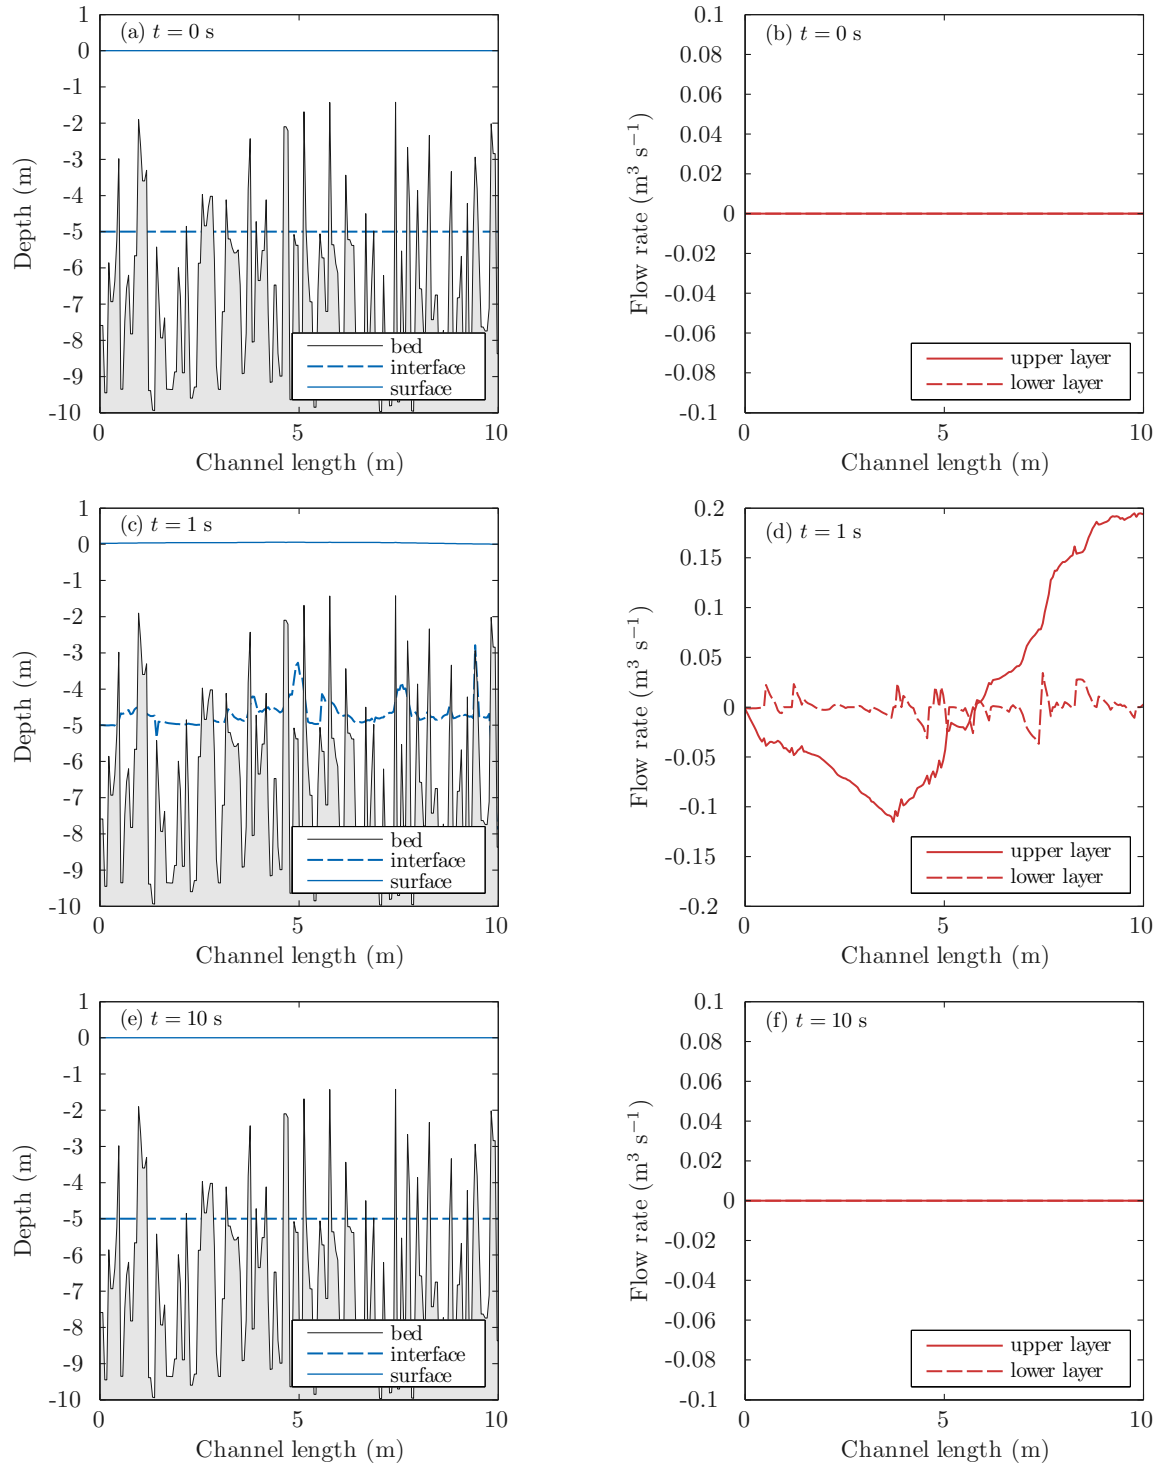 (a) t = 0 s
1
0
-1
-2
-3
-4
-5
-6
-7
-8
-9
-10
Depth (m)
bed
interface
surface
0
5
10
Channel length (m)
(b) t = 0 s
0.1
0.08
0.06
0.04
0.02
0
-0.02
-0.04
-0.06
-0.08
-0.1
Flow rate (m³ s⁻¹)
upper layer
lower layer
0
5
10
Channel length (m)
(c) t = 1 s
1
0
-1
-2
-3
-4
-5
-6
-7
-8
-9
-10
Depth (m)
bed
interface
surface
0
5
10
Channel length (m)
(d) t = 1 s
0.2
0.15
0.1
0.05
0
-0.05
-0.1
-0.15
-0.2
Flow rate (m³ s⁻¹)
upper layer
lower layer
0
5
10
Channel length (m)
(e) t = 10 s
1
0
-1
-2
-3
-4
-5
-6
-7
-8
-9
-10
Depth (m)
bed
interface
surface
0
5
10
Channel length (m)
(f) t = 10 s
0.1
0.08
0.06
0.04
0.02
0
-0.02
-0.04
-0.06
-0.08
-0.1
Flow rate (m³ s⁻¹)
upper layer
lower layer
0
5
10
Channel length (m)